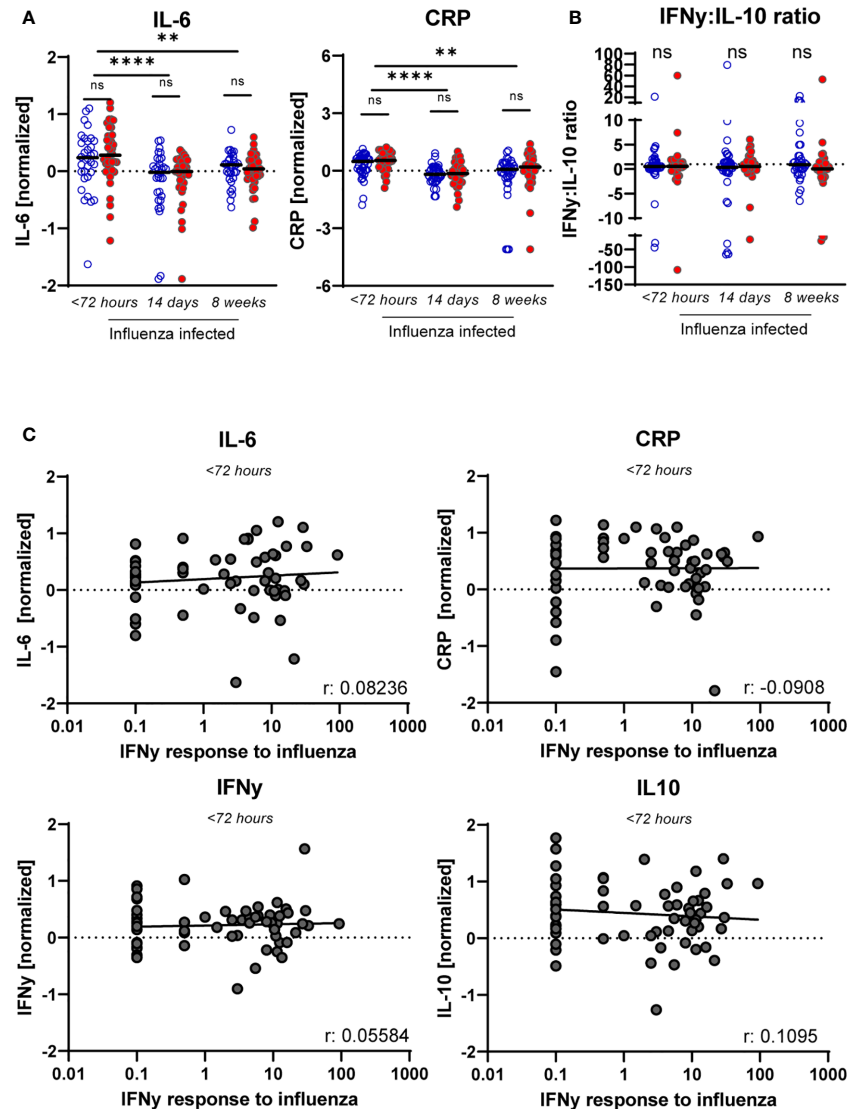 A
IL-6
CRP
B
IFNy:IL-10 ratio
**
****
ns
ns
ns
2
1
0
-1
-2
IL-6 [normalized]
<72 hours 14 days 8 weeks
Influenza infected
**
****
ns
ns
ns
6
3
0
-3
-6
CRP [normalized]
<72 hours 14 days 8 weeks
Influenza infected
ns ns ns
100
80
60
40
20
10
5
0
-5
-10
-50
-100
-150
IFNy:IL-10 ratio
<72 hours 14 days 8 weeks
Influenza infected
C
IL-6
<72 hours
2
1
0
-1
-2
IL-6 [normalized]
r: 0.08236
0.01 0.1 1 10 100 1000
IFNy response to influenza
CRP
<72 hours
2
1
0
-1
-2
CRP [normalized]
r: -0.0908
0.01 0.1 1 10 100 1000
IFNy response to influenza
IFNy
<72 hours
2
1
0
-1
-2
IFNy [normalized]
r: 0.05584
0.01 0.1 1 10 100 1000
IFNy response to influenza
IL10
<72 hours
2
1
0
-1
-2
IL-10 [normalized]
r: 0.1095
0.01 0.1 1 10 100 1000
IFNy response to influenza